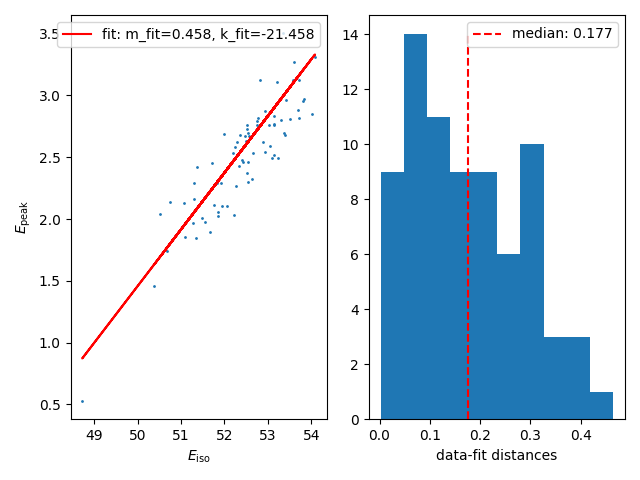 fit: m_fit=0.458, k_fit=-21.458
3.5
3.0
2.5
2.0
1.5
1.0
0.5
E_peak
49 50 51 52 53 54
E_iso
median: 0.177
14
12
10
8
6
4
2
0
0.0 0.1 0.2 0.3 0.4
data-fit distances